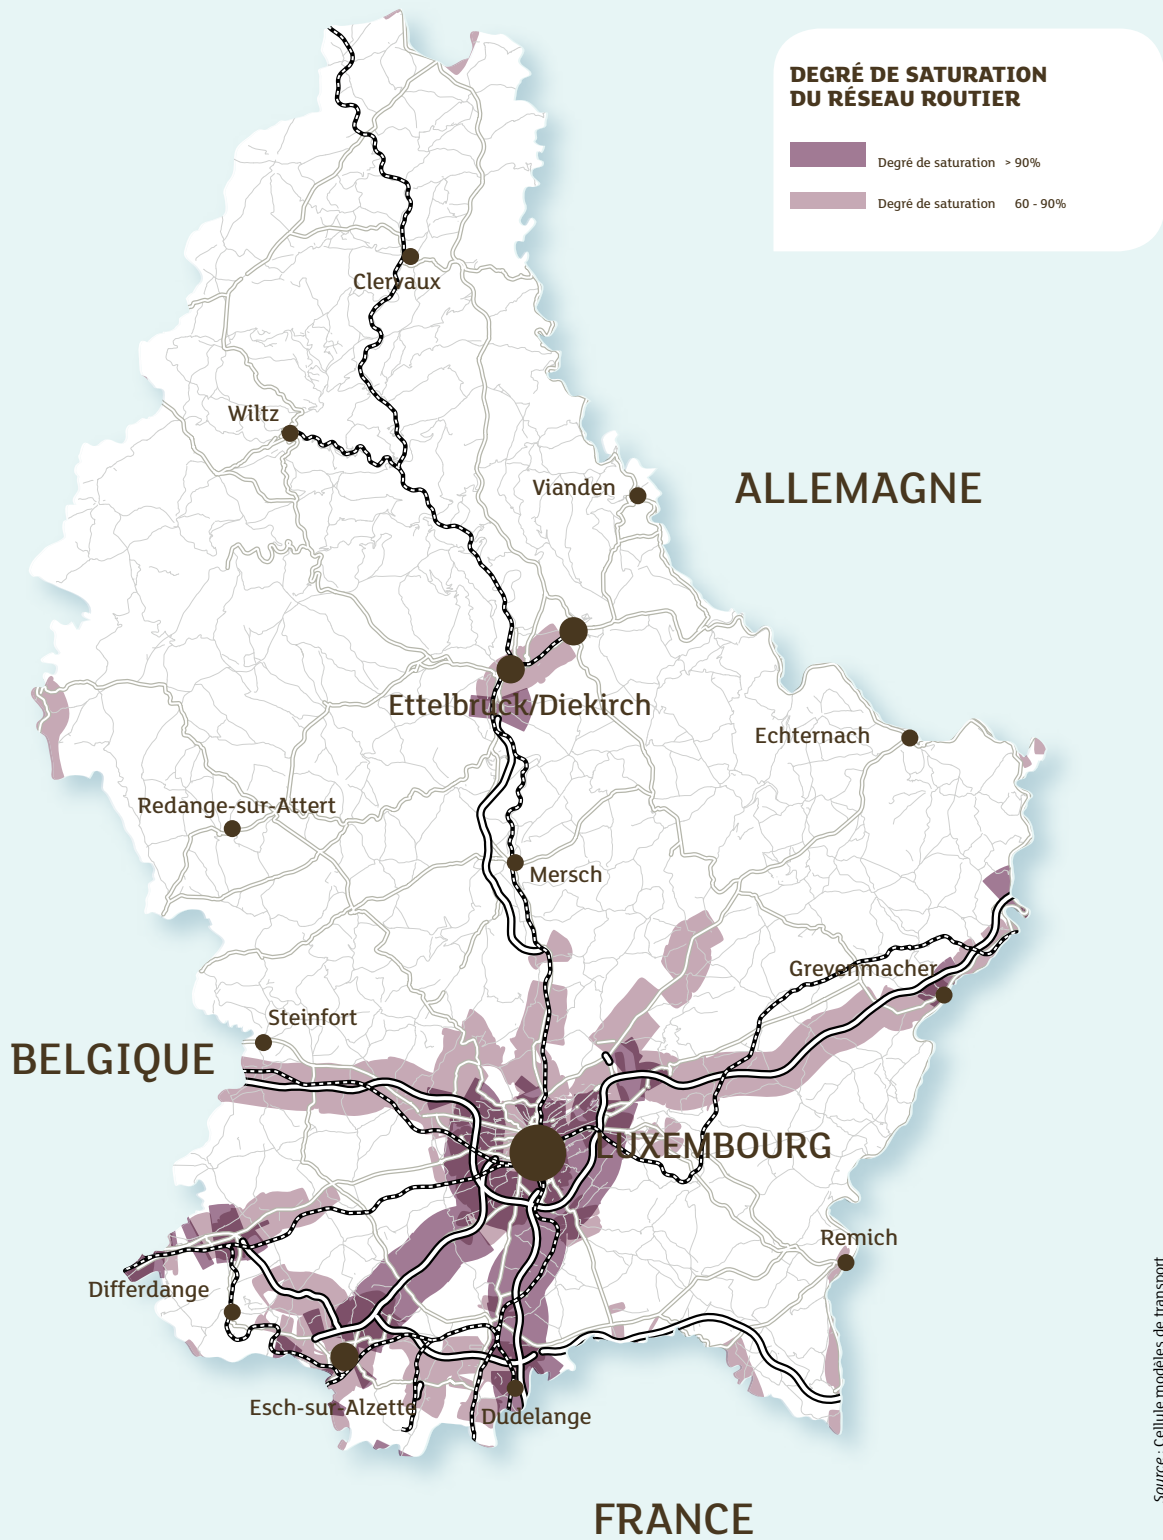 DEGRÉ DE SATURATION
DU RÉSEAU ROUTIER
Degré de saturation > 90%
Degré de saturation 60 - 90%
Clervaux
Wiltz
Vianden
ALLEMAGNE
Ettelbruck/Diekirch
Echternach
Redange-sur-Attert
Mersch
Grevenmacher
Steinfort
BELGIQUE
LUXEMBOURG
Remich
Differdange
Esch-sur-Alzette
Dudelange
FRANCE
Source : Cellule modèles de transport